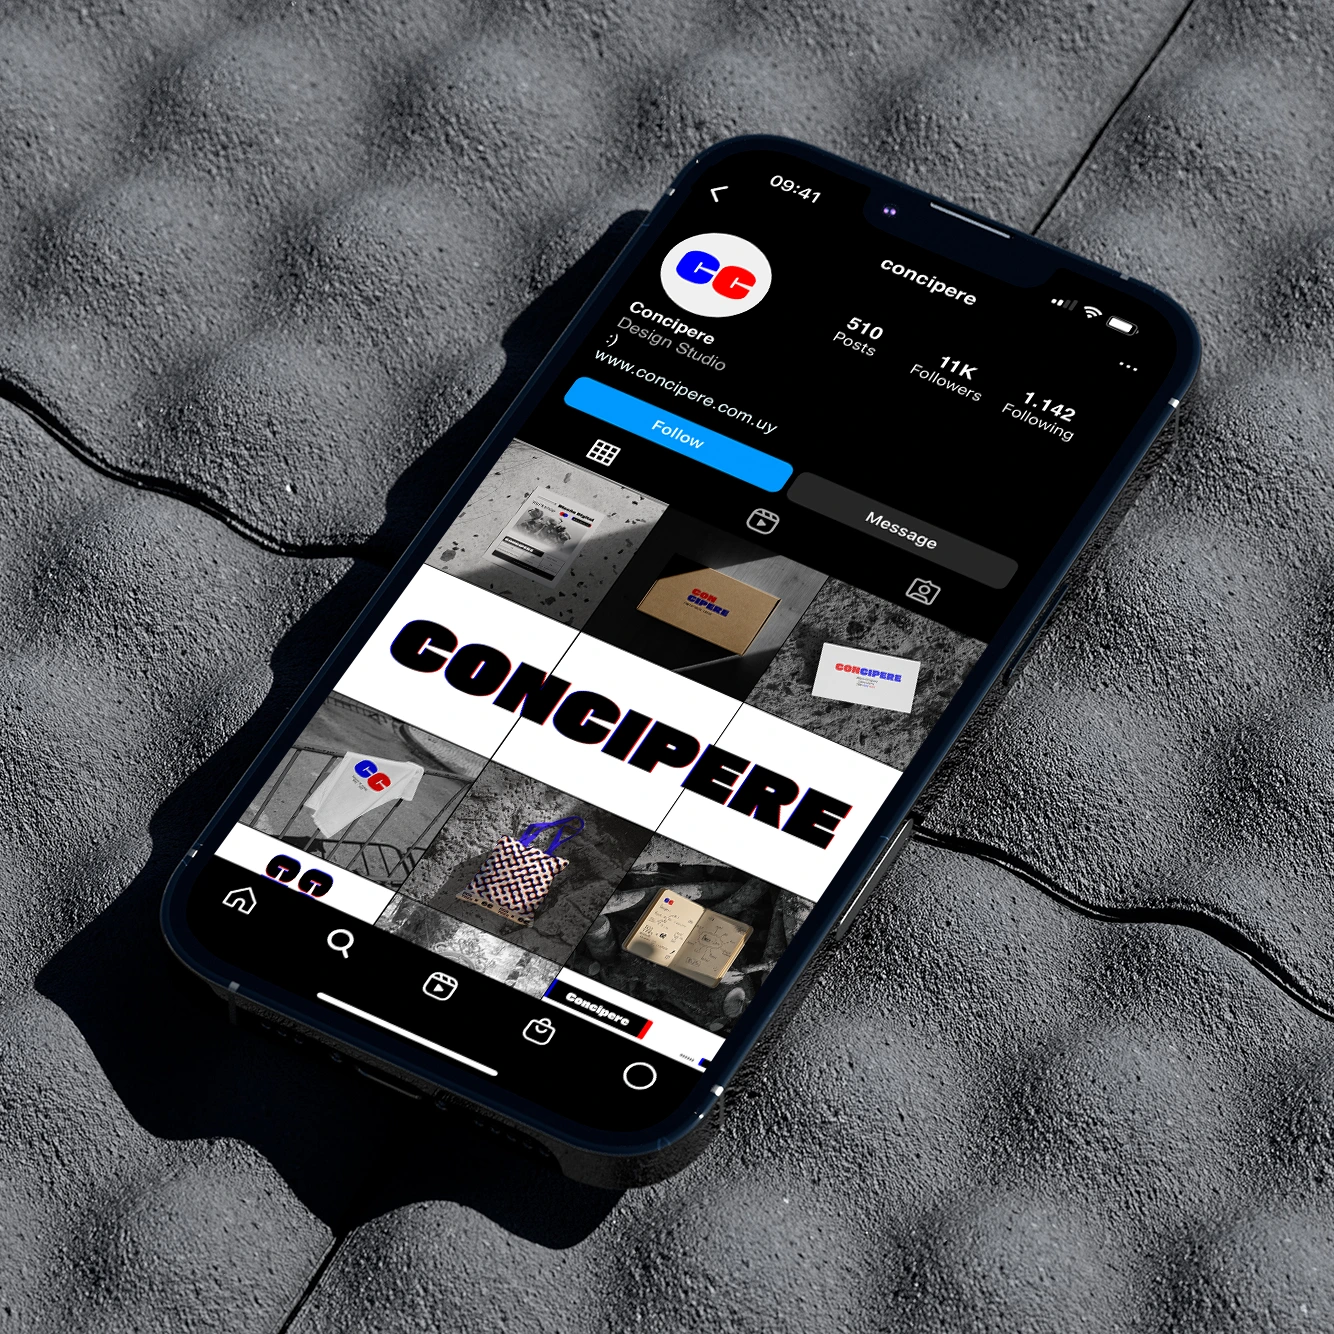 09:41
concipere
CC
Concipere
Design Studio
:)
www.concipere.com.uy
510
Posts
11K
Followers
1.142
Following
Follow
Message
CON
CIPERE
CONCIPERE
CONCIPERE
CC
CC
Concipere